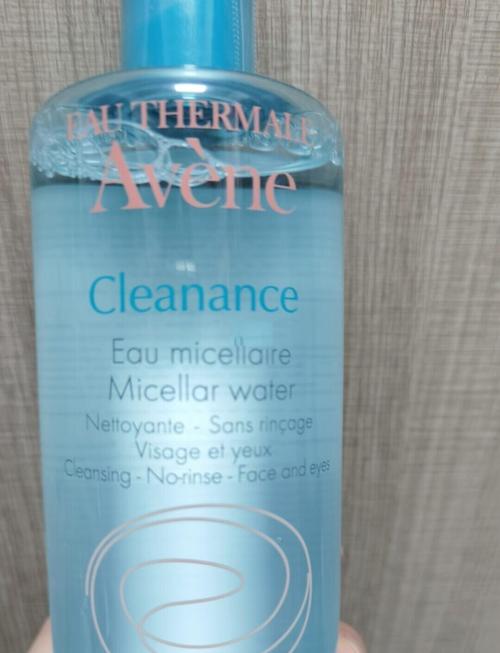 EAU THERMALE
Avène
Cleanance
Eau micellaire
Micellar water
Nettoyante - Sans rinçage
Visage et yeux
Cleansing - No-rinse - Face and eyes